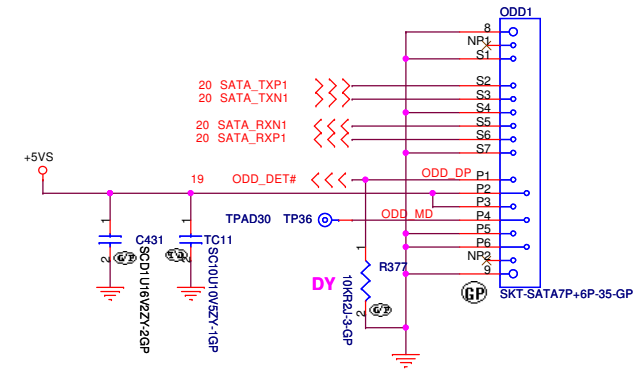 ODD1
8
NP1
S1
20 SATA_TXP1 S2
20 SATA_TXN1 S3
S4
20 SATA_RXN1 S5
20 SATA_RXP1 S6
S7
+5VS
19 ODD_DET# ODD_DP P1
P2
P3
TPAD30 TP36 ODD_MD P4
P5
P6
NP2
9
1
C431
2
SCD1U16V2ZY-2GP
1
TC11
2
SC10U10V5ZY-1GP
DY
1
R377
2
10KR2J-3-GP
GP
SKT-SATA7P+6P-35-GP